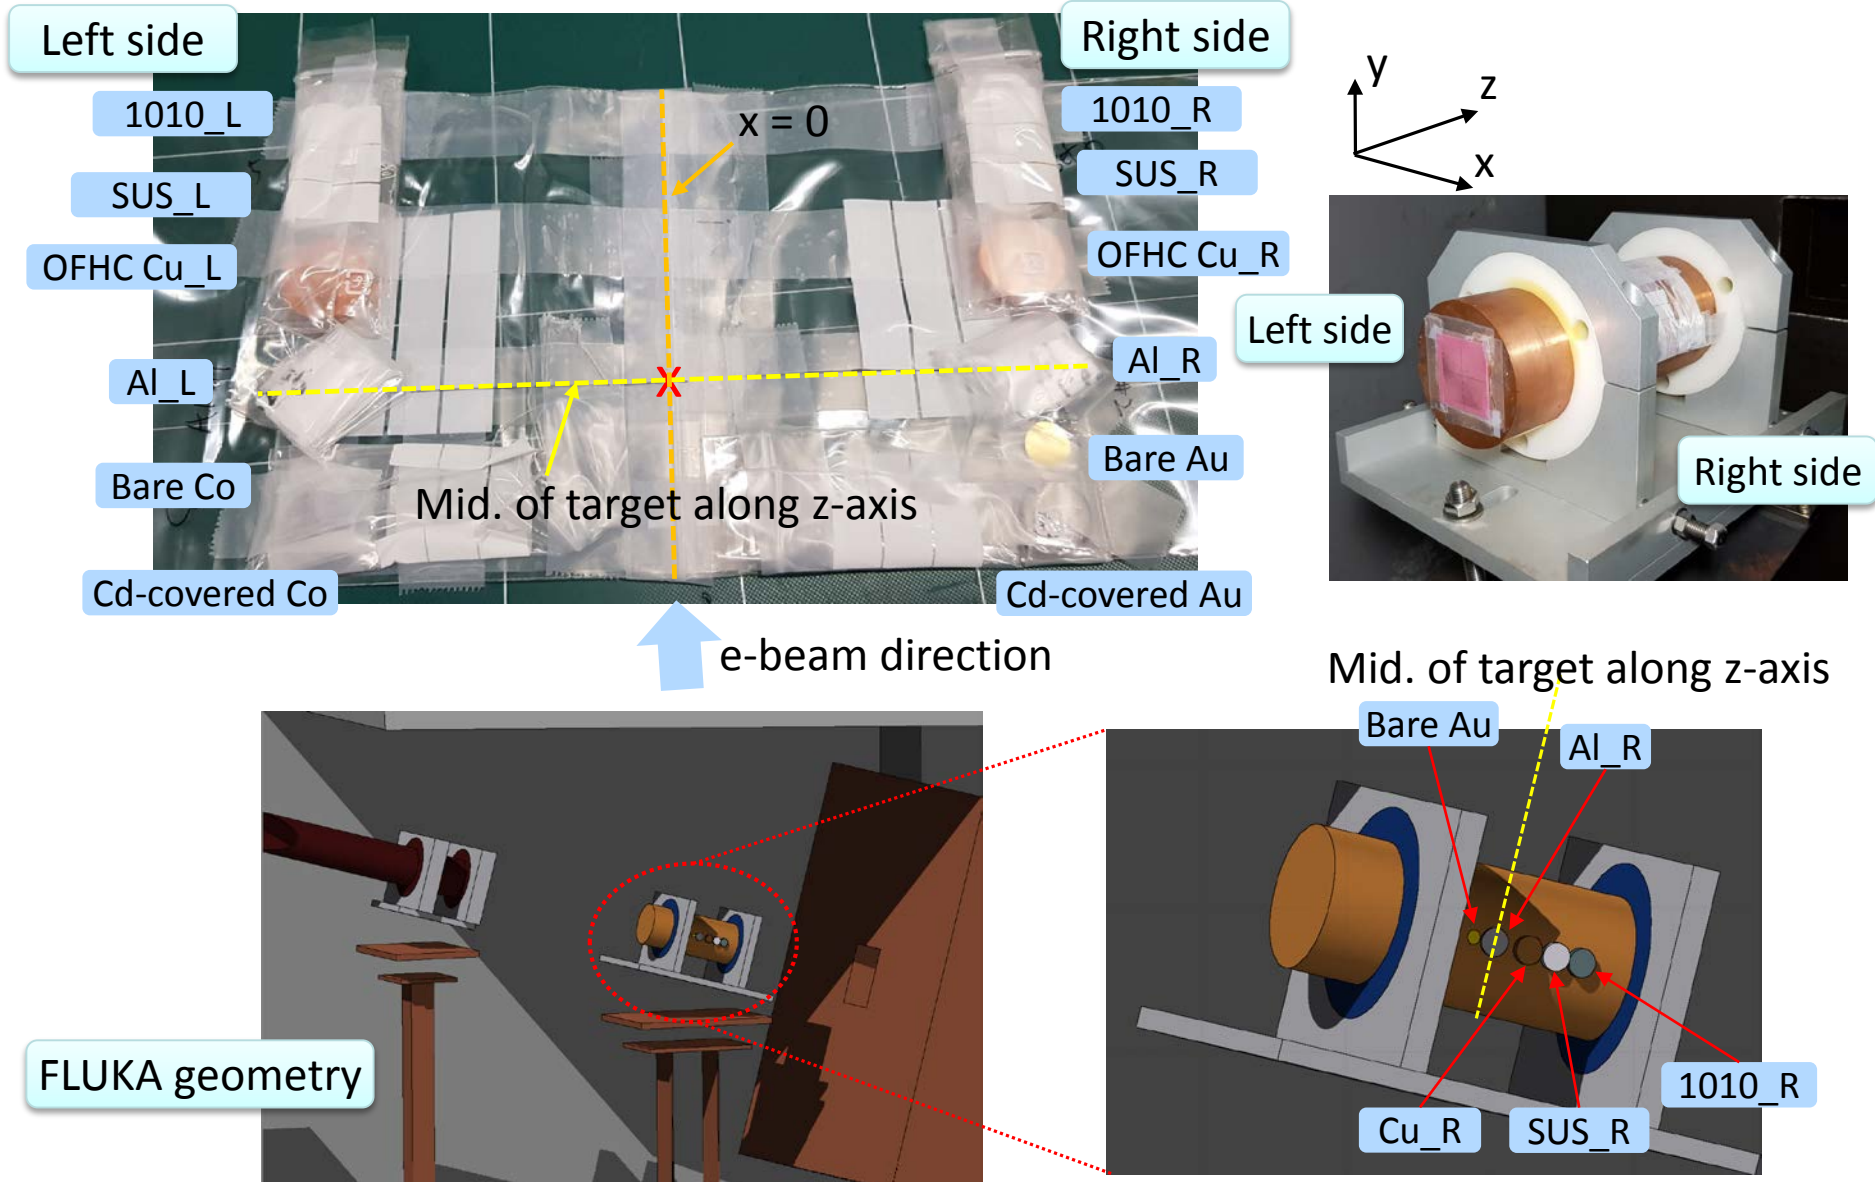 Left side
Right side
1010_L
x = 0
1010_R
y
z
x
SUS_L
SUS_R
OFHC Cu_L
OFHC Cu_R
Left side
Al_L
Al_R
Bare Co
Mid. of target along z-axis
Bare Au
Right side
Cd-covered Co
Cd-covered Au
e-beam direction
Mid. of target along z-axis
Bare Au
Al_R
FLUKA geometry
1010_R
Cu_R
SUS_R